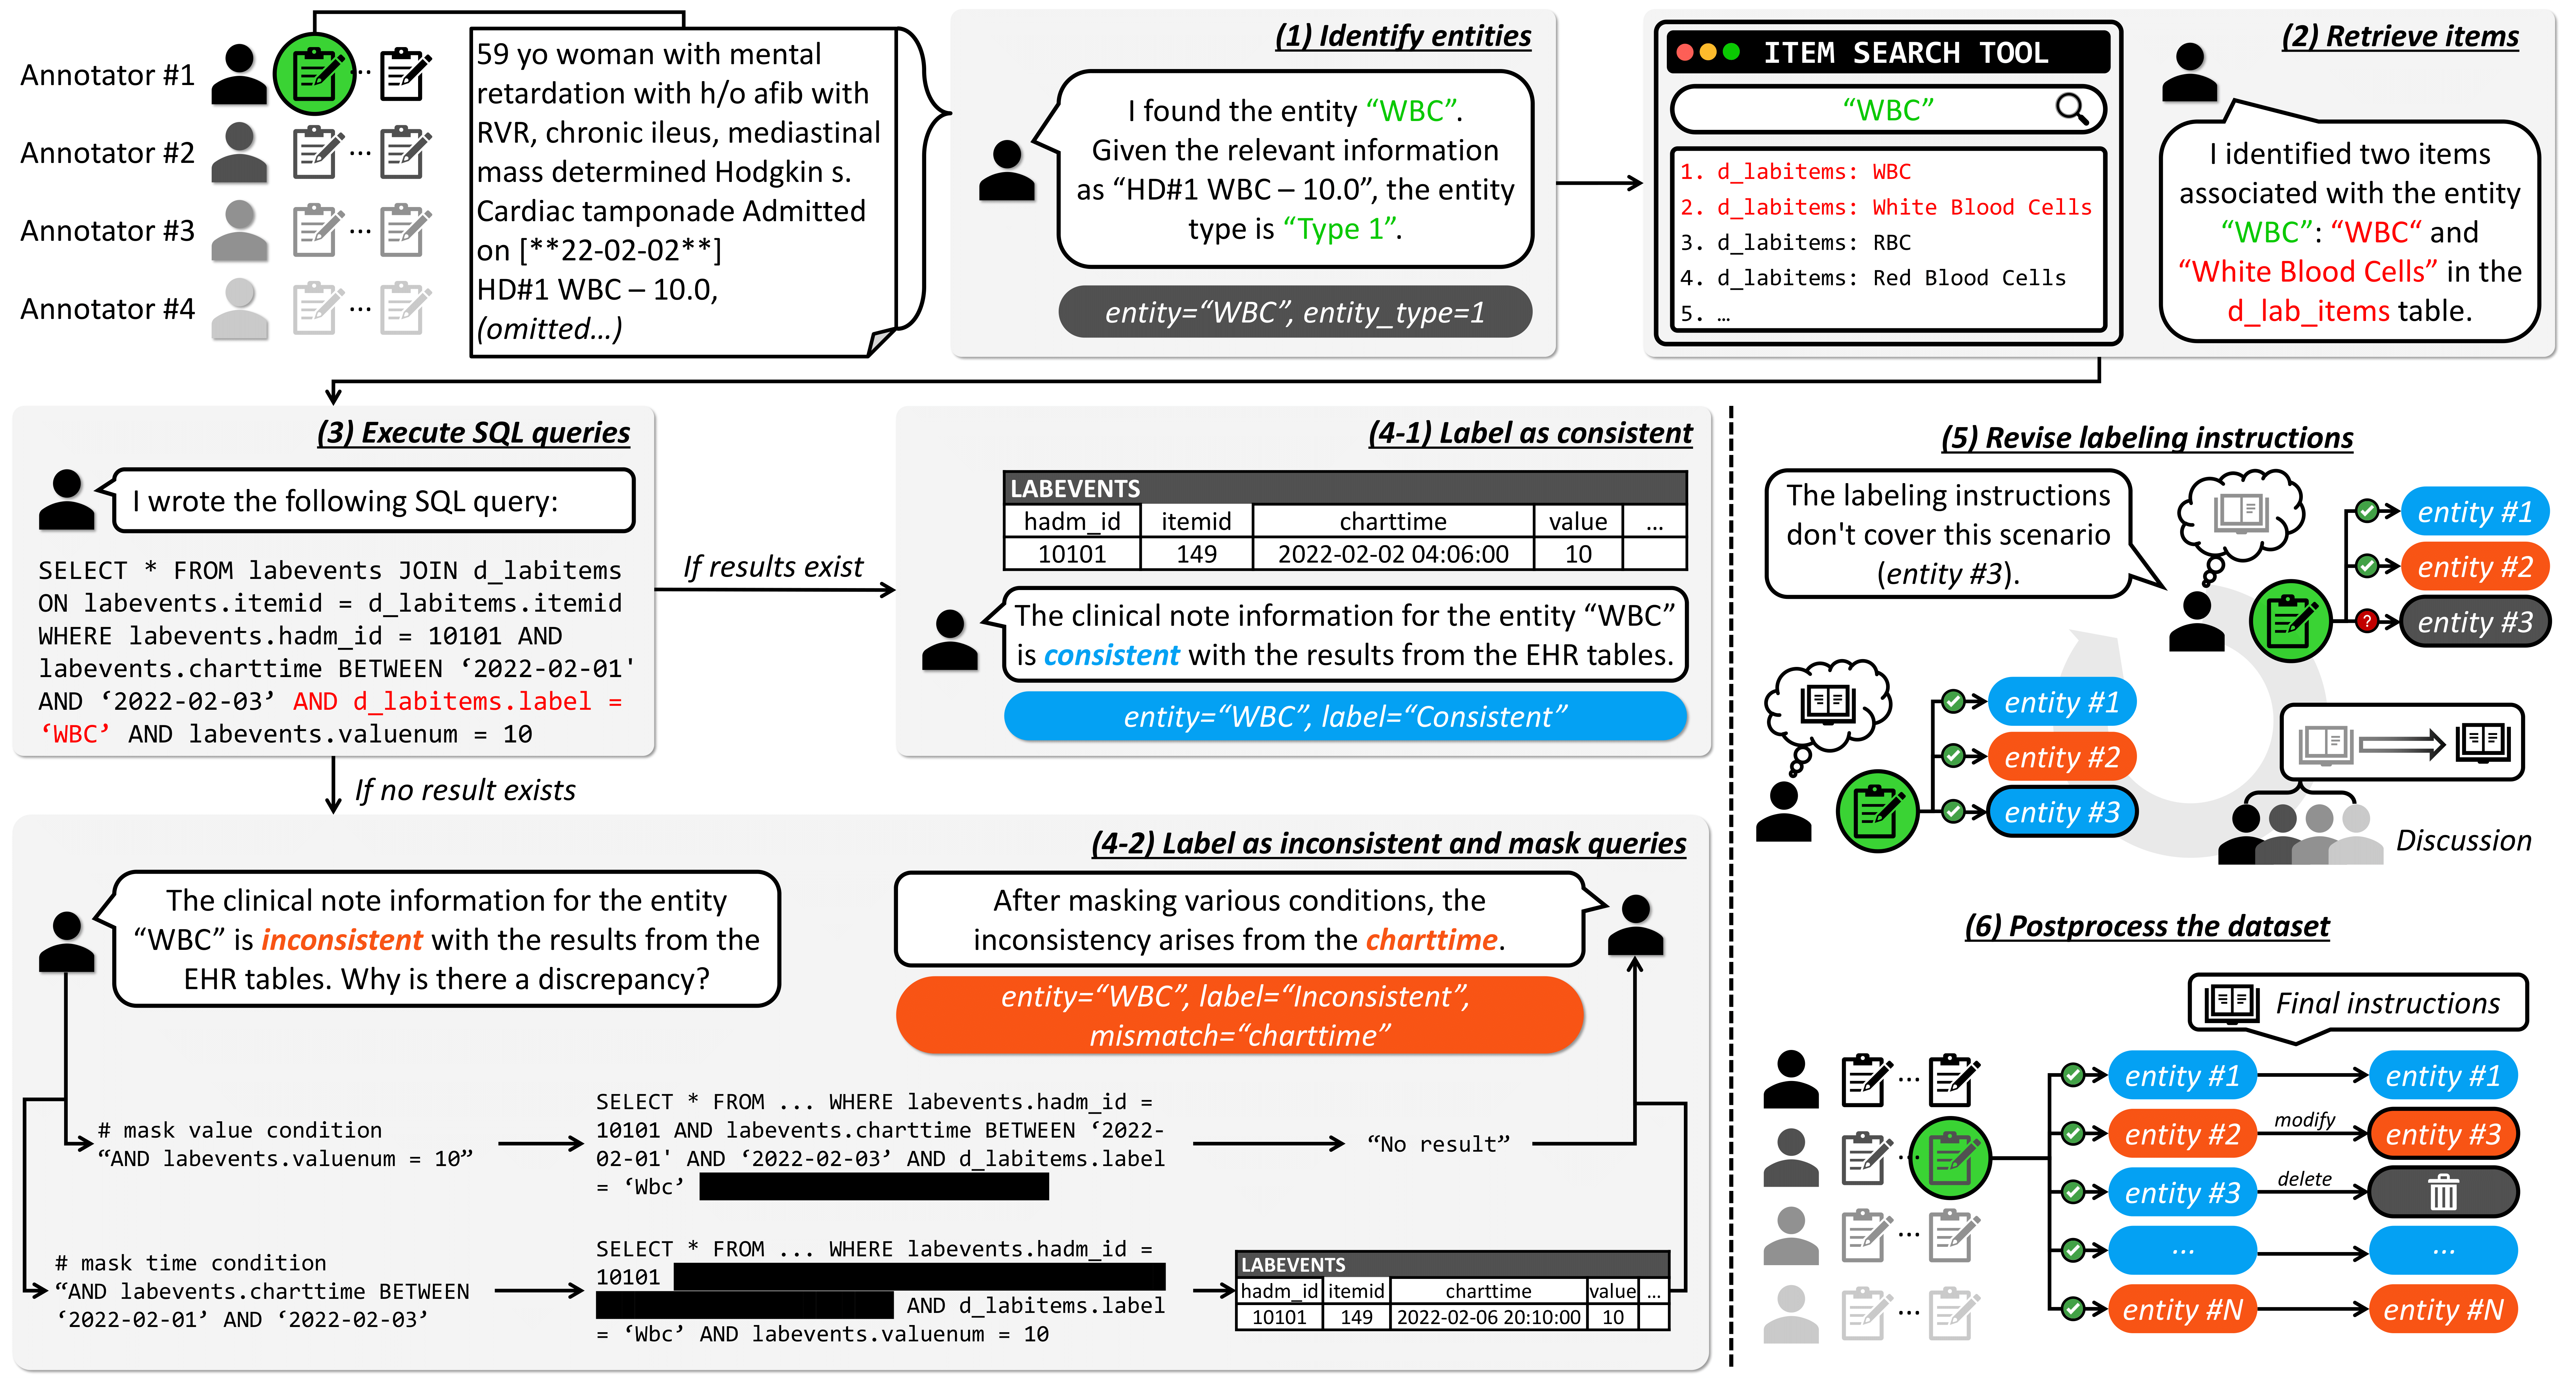 Annotator #1
Annotator #2
Annotator #3
Annotator #4
...
...
...
...
59 yo woman with mental
retardation with h/o afib with
RVR, chronic ileus, mediastinal
mass determined Hodgkin s.
Cardiac tamponade Admitted
on [**22-02-02**]
HD#1 WBC – 10.0,
(omitted…)
(1) Identify entities
I found the entity “WBC”.
Given the relevant information
as “HD#1 WBC – 10.0”, the entity
type is “Type 1”.
entity=“WBC”, entity_type=1
(2) Retrieve items
ITEM SEARCH TOOL
“WBC”
1. d_labitems: WBC
2. d_labitems: White Blood Cells
3. d_labitems: RBC
4. d_labitems: Red Blood Cells
5. …
I identified two items
associated with the entity
“WBC”: “WBC“ and
“White Blood Cells” in the
d_lab_items table.
(3) Execute SQL queries
I wrote the following SQL query:
SELECT * FROM labevents JOIN d_labitems
ON labevents.itemid = d_labitems.itemid
WHERE labevents.hadm_id = 10101 AND
labevents.charttime BETWEEN ‘2022-02-01'
AND ‘2022-02-03’ AND d_labitems.label =
‘WBC’ AND labevents.valuenum = 10
If results exist
If no result exists
(4-1) Label as consistent
LABEVENTS
hadm_id itemid charttime value …
10101 149 2022-02-02 04:06:00 10
The clinical note information for the entity “WBC”
is consistent with the results from the EHR tables.
entity=“WBC”, label=“Consistent”
(4-2) Label as inconsistent and mask queries
The clinical note information for the entity
“WBC” is inconsistent with the results from the
EHR tables. Why is there a discrepancy?
After masking various conditions, the
inconsistency arises from the charttime.
entity=“WBC”, label=“Inconsistent”,
mismatch=“charttime”
# mask value condition
“AND labevents.valuenum = 10”
SELECT * FROM ... WHERE labevents.hadm_id =
10101 AND labevents.charttime BETWEEN ‘2022-
02-01' AND ‘2022-02-03’ AND d_labitems.label
= ‘Wbc’
“No result”
# mask time condition
“AND labevents.charttime BETWEEN
‘2022-02-01’ AND ‘2022-02-03’
SELECT * FROM ... WHERE labevents.hadm_id =
10101
AND d_labitems.label
= ‘Wbc’ AND labevents.valuenum = 10
LABEVENTS
hadm_id itemid charttime value …
10101 149 2022-02-06 20:10:00 10
(5) Revise labeling instructions
The labeling instructions
don't cover this scenario
(entity #3).
entity #1
entity #2
? entity #3
entity #1
entity #2
entity #3
Discussion
(6) Postprocess the dataset
Final instructions
...
...
...
...
entity #1 entity #1
entity #2 modify entity #3
entity #3 delete
... ...
entity #N entity #N